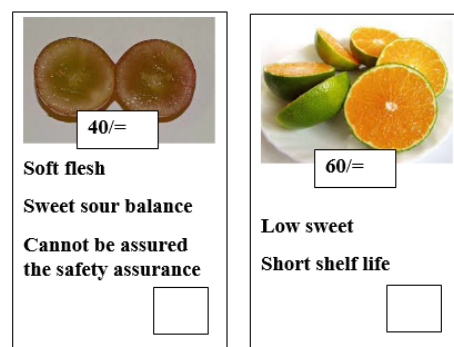 40/=
Soft flesh
Sweet sour balance
Cannot be assured
the safety assurance
60/=
Low sweet
Short shelf life